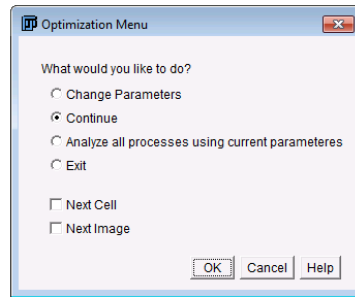 Optimization Menu
What would you like to do?
Change Parameters
Continue
Analyze all processes using current parameteres
Exit
Next Cell
Next Image
OK Cancel Help